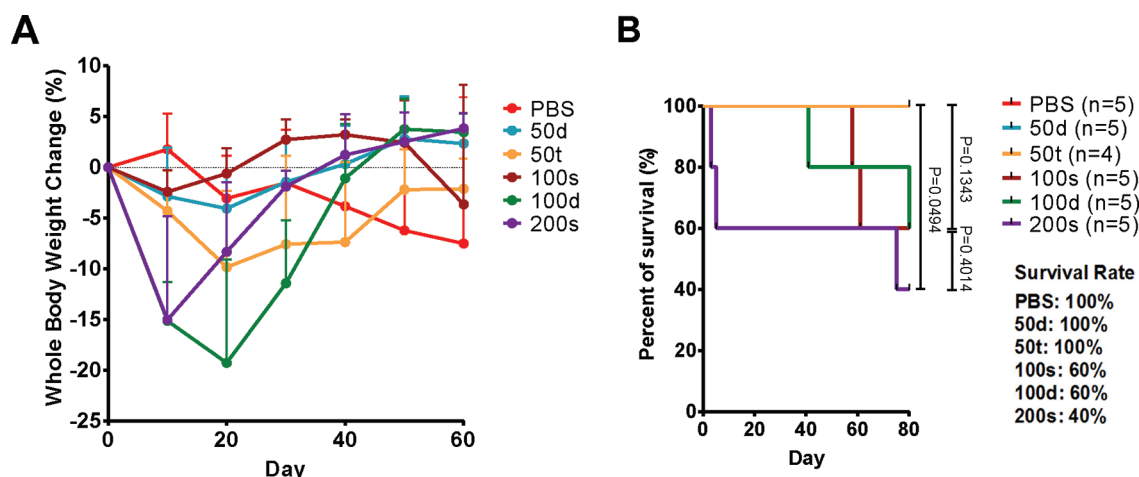 A
Whole Body Weight Change (%)
10
5
0
-5
-10
-15
-20
-25
0
20
40
60
Day
PBS
50d
50t
100s
100d
200s
B
Percent of survival (%)
100
80
60
40
20
0
0
20
40
60
80
Day
P=0.0494
P=0.1343
P=0.4014
PBS (n=5)
50d (n=5)
50t (n=4)
100s (n=5)
100d (n=5)
200s (n=5)
Survival Rate
PBS: 100%
50d: 100%
50t: 100%
100s: 60%
100d: 60%
200s: 40%